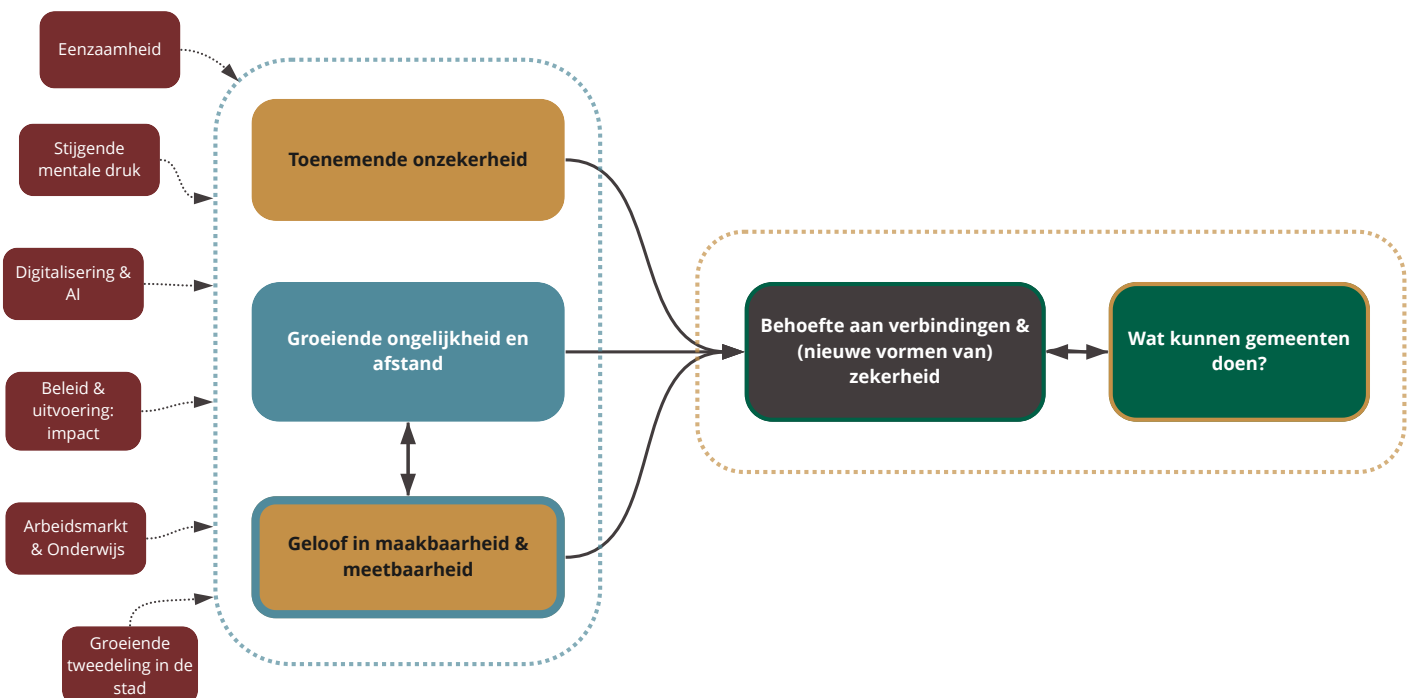 Eenzaamheid
Stijgende
mentale druk
Digitalisering &
AI
Beleid &
uitvoering:
impact
Arbeidsmarkt
& Onderwijs
Groeiende
tweedeling in de
stad
Toenemende onzekerheid
Groeiende ongelijkheid en
afstand
Geloof in maakbaarheid &
meetbaarheid
Behoefte aan verbindingen &
(nieuwe vormen van)
zekerheid
Wat kunnen gemeenten
doen?